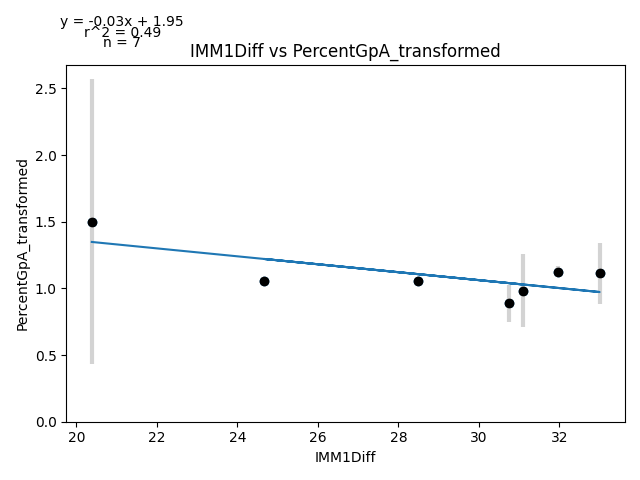 y = -0.03x + 1.95
r^2 = 0.49
n = 7
IMM1Diff vs PercentGpA_transformed
PercentGpA_transformed
2.5
2.0
1.5
1.0
0.5
0.0
20 22 24 26 28 30 32
IMM1Diff